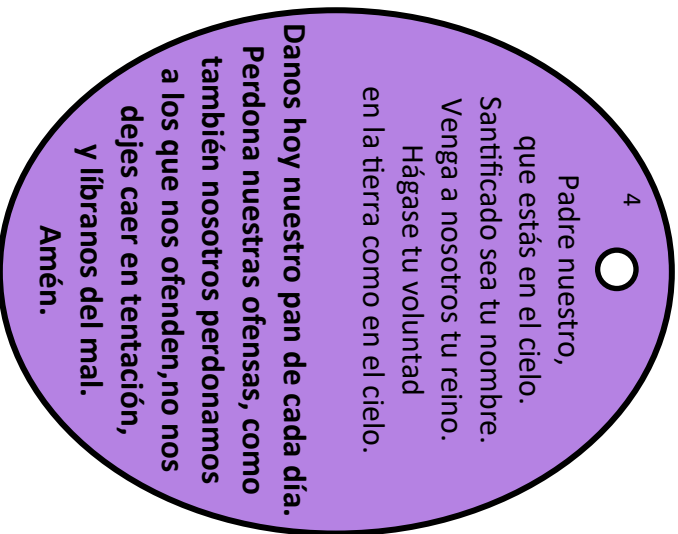 4
Padre nuestro,
que estás en el cielo.
Santificado sea tu nombre.
Venga a nosotros tu reino.
Hágase tu voluntad
en la tierra como en el cielo.
Danos hoy nuestro pan de cada día.
Perdona nuestras ofensas, como
también nosotros perdonamos
a los que nos ofenden,no nos
dejes caer en tentación,
y líbranos del mal.
Amén.